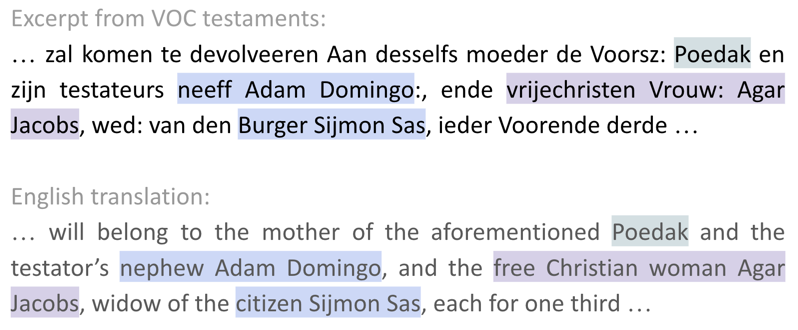 Excerpt from VOC testaments:
… zal komen te devolveeren Aan desselfs moeder de Voorsz: Poedak en
zijn testateurs neeff Adam Domingo:, ende vrijechristen Vrouw: Agar
Jacobs, wed: van den Burger Sijmon Sas, ieder Voorende derde …
English translation:
… will belong to the mother of the aforementioned Poedak and the
testator’s nephew Adam Domingo, and the free Christian woman Agar
Jacobs, widow of the citizen Sijmon Sas, each for one third …